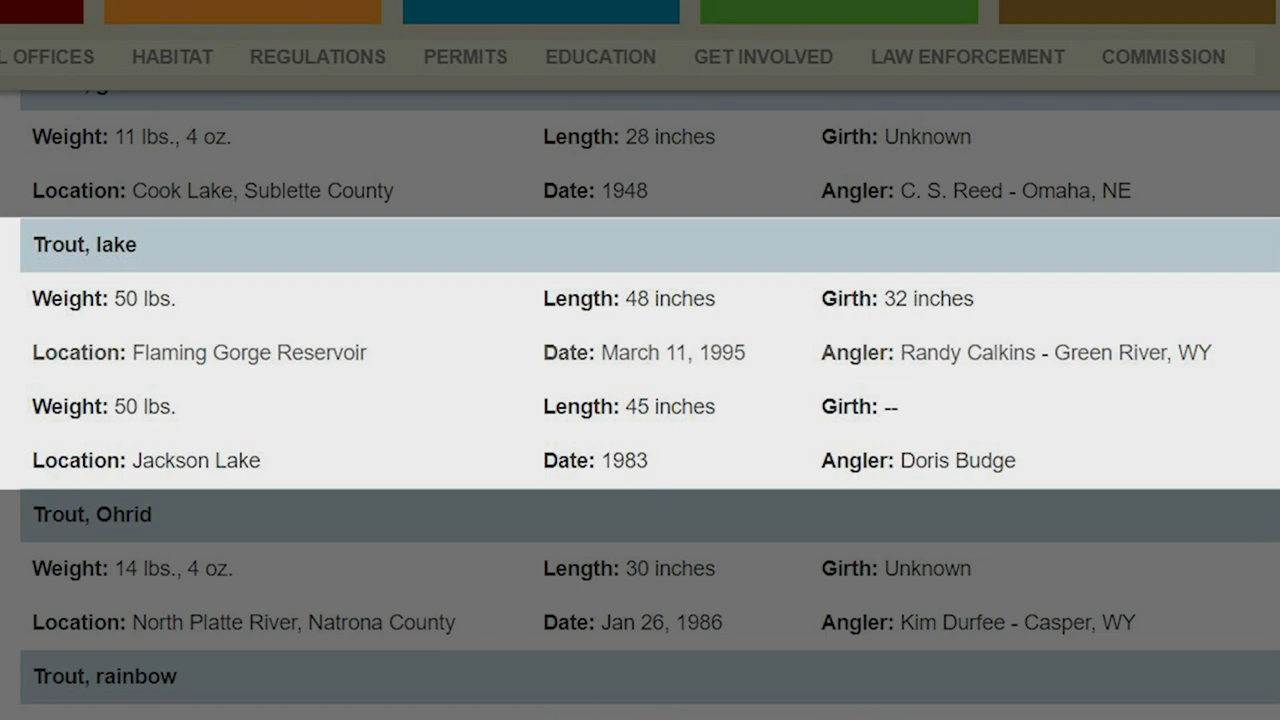 L OFFICES HABITAT REGULATIONS PERMITS EDUCATION GET INVOLVED LAW ENFORCEMENT COMMISSION
Weight: 11 lbs., 4 oz. Length: 28 inches Girth: Unknown
Location: Cook Lake, Sublette County Date: 1948 Angler: C. S. Reed - Omaha, NE
Trout, lake
Weight: 50 lbs. Length: 48 inches Girth: 32 inches
Location: Flaming Gorge Reservoir Date: March 11, 1995 Angler: Randy Calkins - Green River, WY
Weight: 50 lbs. Length: 45 inches Girth: --
Location: Jackson Lake Date: 1983 Angler: Doris Budge
Trout, Ohrid
Weight: 14 lbs., 4 oz. Length: 30 inches Girth: Unknown
Location: North Platte River, Natrona County Date: Jan 26, 1986 Angler: Kim Durfee - Casper, WY
Trout, rainbow